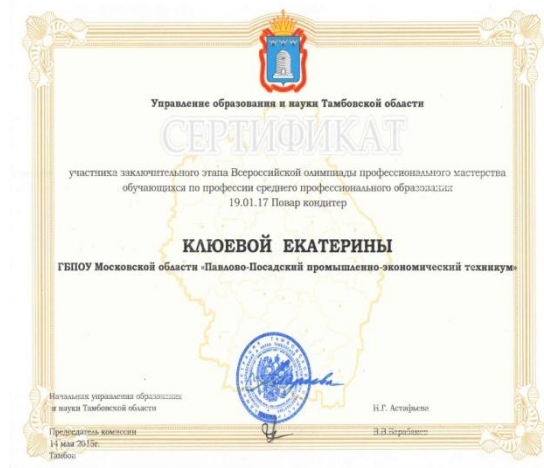 Управление образования и науки Тамбовской области
СЕРТИФИКАТ
участника заключительного этапа Всероссийской олимпиады профессионального мастерства
обучающихся по профессии среднего профессионального образования
19.01.17 Повар кондитер
КЛЮЕВОЙ ЕКАТЕРИНЫ
ГБПОУ Московской области «Павлово-Посадский промышленно-экономический техникум»
Начальник управления образования
и науки Тамбовской области
Н.Г. Астафьева
Председатель комиссии
14 мая 2015г.
Тамбов